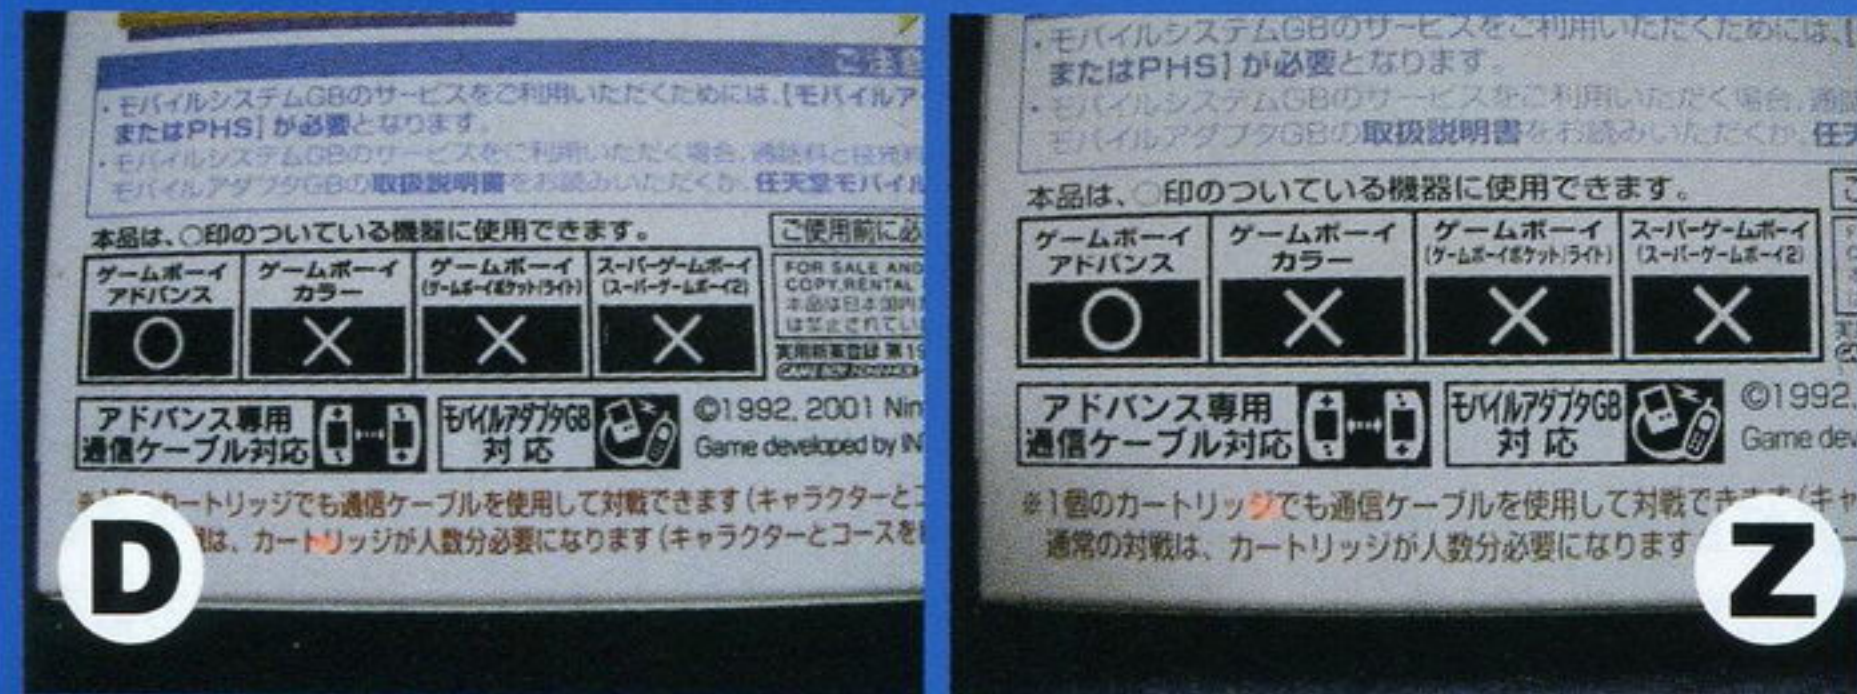 ご注意
・モバイルシステムGBのサービスをご利用いただくためには、【モバイルア
またはPHS】が必要となります。
・モバイルシステムGBのサービスをご利用いただく場合、通話料と
モバイルアダプタGBの取扱説明書をお読みいただくか、任天堂モバイル
本品は、○印のついている機器に使用できます。
ご使用前に必
ゲームボーイ
アドバンス
○
ゲームボーイ
カラー
×
ゲームボーイ
(ゲームボーイポケット/ライト)
×
スーパーゲームボーイ
(スーパーゲームボーイ2)
×
FOR SALE AND
COPY, RENTAL
本品は日本国内
は禁止されてい
実用新案登録 第19
GAME BOY ADVANCE
アドバンス専用
通信ケーブル対応
モバイルアダプタGB
対応
©1992, 2001 Nin
Game developed by IN
カートリッジでも通信ケーブルを使用して対戦できます(キャラクターとコ
は、カートリッジが人数分必要になります(キャラクターとコースを
D
・モバイルシステムGBのサービスをご利用いただくためには、【
またはPHS】が必要となります。
・モバイルシステムGBのサービスをご利用いただく場合、通話
モバイルアダプタGBの取扱説明書をお読みいただくか、任天
本品は、○印のついている機器に使用できます。
ゲームボーイ
アドバンス
○
ゲームボーイ
カラー
×
ゲームボーイ
(ゲームボーイポケット/ライト)
×
スーパーゲームボーイ
(スーパーゲームボーイ2)
×
アドバンス専用
通信ケーブル対応
モバイルアダプタGB
対応
©1992,
Game dev
※1個のカートリッジでも通信ケーブルを使用して対戦できます(キャ
通常の対戦は、カートリッジが人数分必要になります
Z